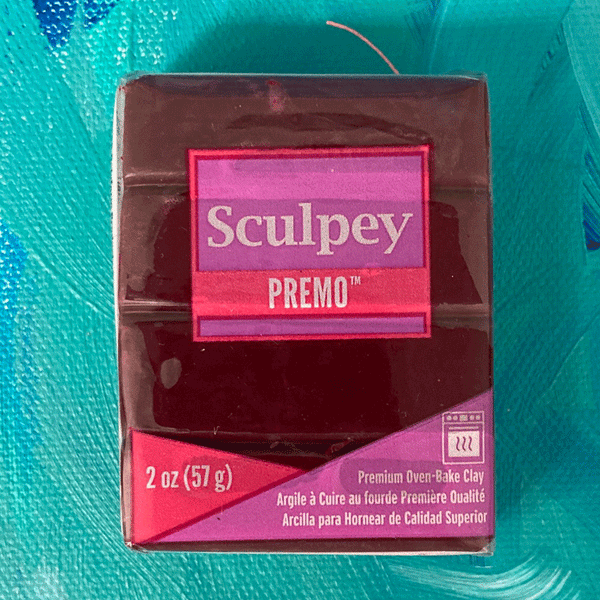 Sculpey
PREMO™
2 oz (57 g)
Premium Oven-Bake Clay
Argile à Cuire au fourde Première Qualité
Arcilla para Hornear de Calidad Superior